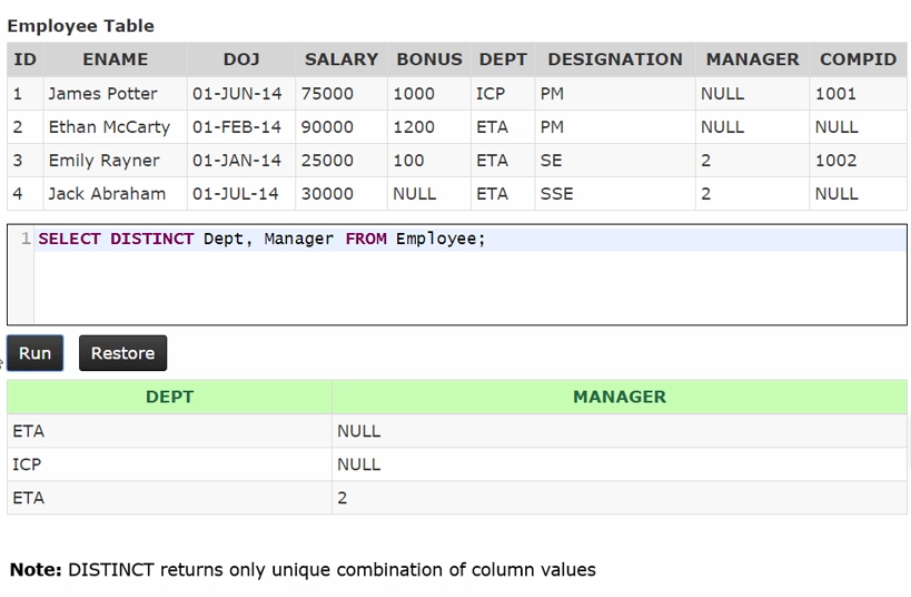 Employee Table
ID ENAME DOJ SALARY BONUS DEPT DESIGNATION MANAGER COMPID
1 James Potter 01-JUN-14 75000 1000 ICP PM NULL 1001
2 Ethan McCarty 01-FEB-14 90000 1200 ETA PM NULL NULL
3 Emily Rayner 01-JAN-14 25000 100 ETA SE 2 1002
4 Jack Abraham 01-JUL-14 30000 NULL ETA SSE 2 NULL
1 SELECT DISTINCT Dept, Manager FROM Employee;
Run Restore
DEPT MANAGER
ETA NULL
ICP NULL
ETA 2
Note: DISTINCT returns only unique combination of column values